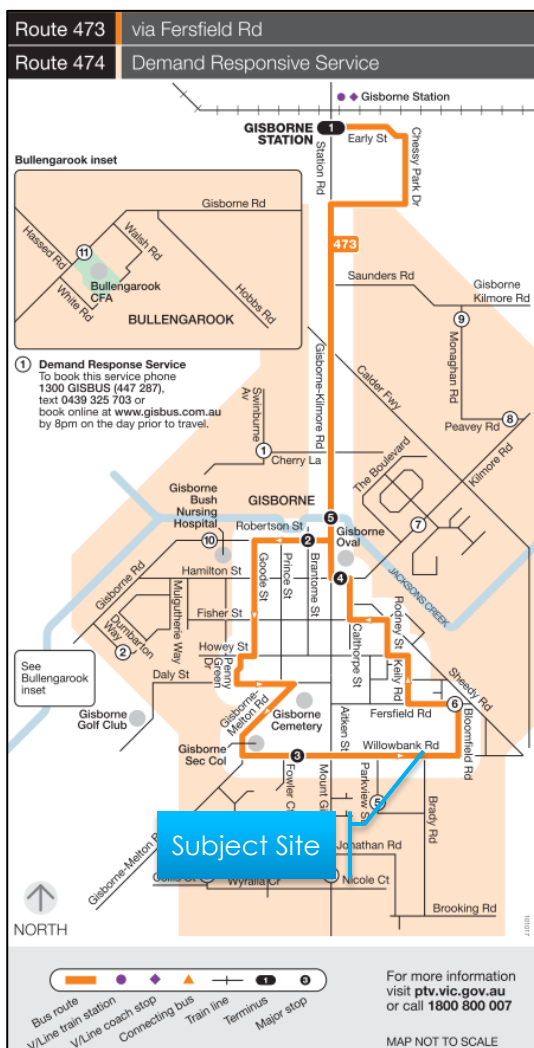 Route 473 via Fersfield Rd
Route 474 Demand Responsive Service
Gisborne Station
GISBORNE
STATION
1
Early St
Station Rd
Chessy Park Dr
473
Bullengarook inset
Gisborne Rd
Hassed Rd
11
Walsh Rd
White Rd
Bullengarook
CFA
Hobbs Rd
BULLENGAROOK
1 Demand Response Service
To book this service phone
1300 GISBUS (447 287),
text 0439 325 703 or
book online at www.gisbus.com.au
by 8pm on the day prior to travel.
Saunders Rd
Gisborne
Kilmore Rd
9
Monaghan Rd
8
Peavey Rd
Kilmore Rd
Gisborne-Kilmore Rd
Calder Fwy
The Boulevard
7
Swinburne
Av
1
Cherry La
Gisborne
Bush
Nursing
Hospital
GISBORNE
5
Gisborne
Oval
Robertson St
2
10
4
JACKSONS CREEK
Gisborne Rd
Hamilton St
Goode St
Prince St
Brantome St
Mulgutherie Way
Fisher St
Dumbarton
Way
2
Calthorpe St
Rodney St
Howey St
Penny
Green
Dr
Kelly Rd
Sheedy Rd
See
Bullengarook
inset
Daly St
Gisborne-
Melton Rd
Gisborne
Cemetery
Gisborne
Golf Club
Aitken St
Fersfield Rd
6
Bloomfield Rd
Gisborne
Sec Col
Willowbank Rd
3
Fowler C
Mount Gi
Parkview S
5
Brady Rd
Subject Site
Jonathan Rd
Gisborne-Melton R
Wyralla Cr
Nicole Ct
Brooking Rd
NORTH
101017
Bus route
V/Line train station
V/Line coach stop
Connecting bus
Train line
1
Terminus
3
Major stop
For more information
visit ptv.vic.gov.au
or call 1800 800 007
MAP NOT TO SCALE